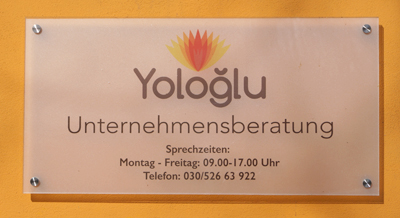 Yoloğlu
Unternehmensberatung
Sprechzeiten:
Montag - Freitag: 09.00-17.00 Uhr
Telefon: 030/526 63 922